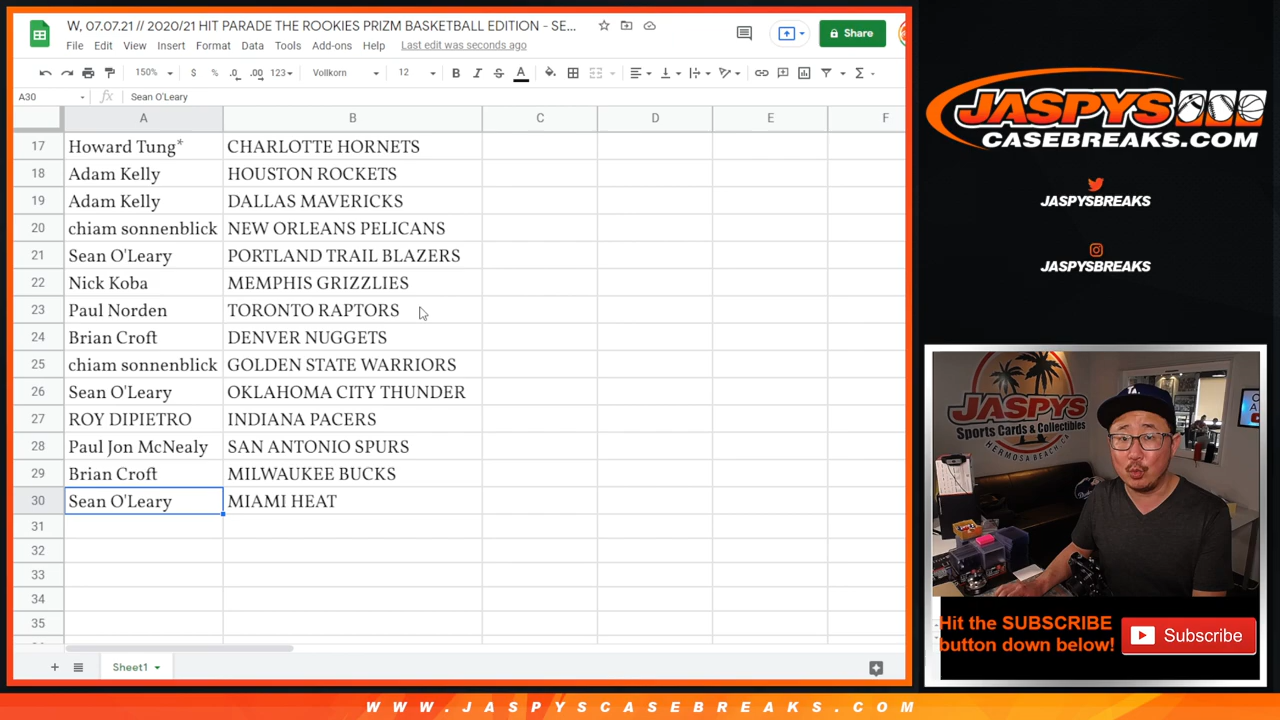 W, 07.07.21 // 2020/21 HIT PARADE THE ROOKIES PRIZM BASKETBALL EDITION - SE...
File Edit View Insert Format Data Tools Add-ons Help Last edit was seconds ago
Share
150% $ % .0 .00 123 Vollkorn 12 B I S A
A30 fx Sean O'Leary
A B C D E F
17 Howard Tung* CHARLOTTE HORNETS
18 Adam Kelly HOUSTON ROCKETS
19 Adam Kelly DALLAS MAVERICKS
20 chiam sonnenblick NEW ORLEANS PELICANS
21 Sean O'Leary PORTLAND TRAIL BLAZERS
22 Nick Koba MEMPHIS GRIZZLIES
23 Paul Norden TORONTO RAPTORS
24 Brian Croft DENVER NUGGETS
25 chiam sonnenblick GOLDEN STATE WARRIORS
26 Sean O'Leary OKLAHOMA CITY THUNDER
27 ROY DIPIETRO INDIANA PACERS
28 Paul Jon McNealy SAN ANTONIO SPURS
29 Brian Croft MILWAUKEE BUCKS
30 Sean O'Leary MIAMI HEAT
31
32
33
34
35
Sheet1
JASPYS
CASEBREAKS.COM
JASPYSBREAKS
JASPYSBREAKS
JASPYS
Sports Cards & Collectibles
HERMOSA BEACH, CA
Hit the SUBSCRIBE
button down below!
Subscribe
WWW.JASPYSCASEBREAKS.COM